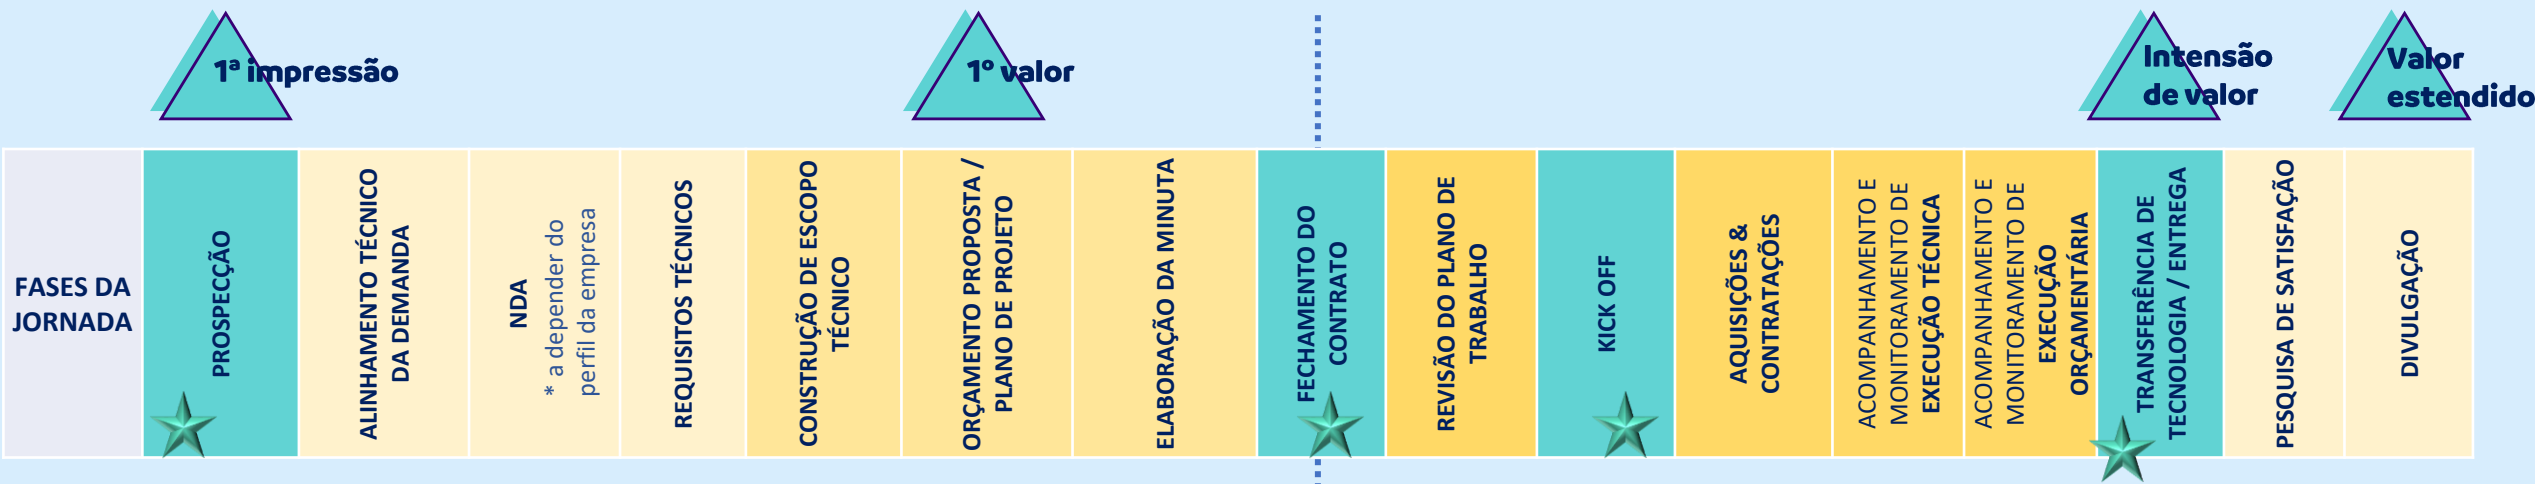 1ª impressão
1º valor
Intensão
de valor
Valor
estendido
FASES DA
JORNADA
PROSPECÇÃO
ALINHAMENTO TÉCNICO
DA DEMANDA
NDA
* a depender do
perfil da empresa
REQUISITOS TÉCNICOS
CONSTRUÇÃO DE ESCOPO
TÉCNICO
ORÇAMENTO PROPOSTA /
PLANO DE PROJETO
ELABORAÇÃO DA MINUTA
FECHAMENTO DO
CONTRATO
REVISÃO DO PLANO DE
TRABALHO
KICK OFF
AQUISIÇÕES &
CONTRATAÇÕES
ACOMPANHAMENTO E
MONITORAMENTO DE
EXECUÇÃO TÉCNICA
ACOMPANHAMENTO E
MONITORAMENTO DE
EXECUÇÃO
ORÇAMENTÁRIA
TRANSFERÊNCIA DE
TECNOLOGIA / ENTREGA
PESQUISA DE SATISFAÇÃO
DIVULGAÇÃO